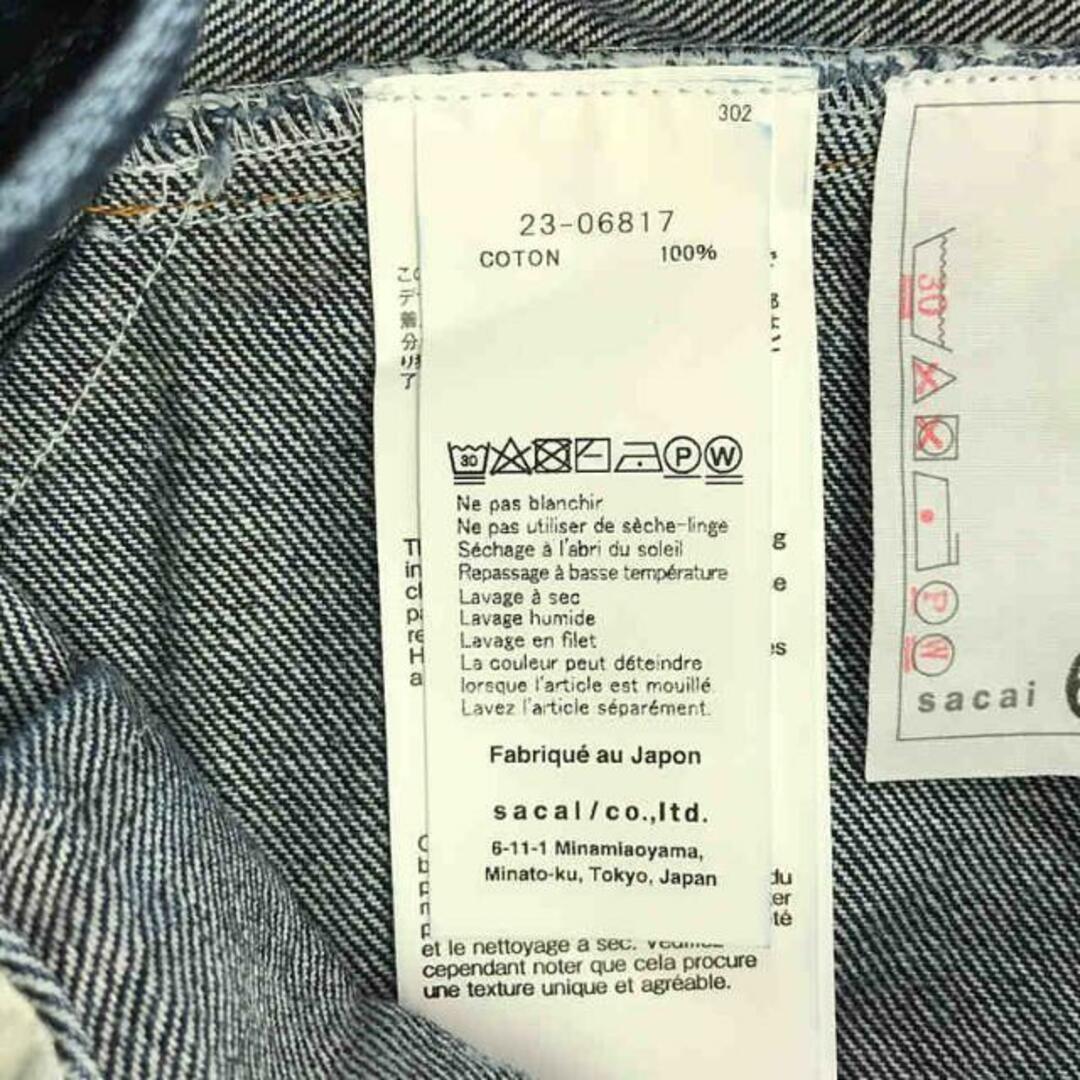 302
23-06817
COTON 100%
30
P W
Ne pas blanchir
Ne pas utiliser de sèche-linge
Séchage à l'abri du soleil
Repassage à basse température
Lavage à sec
Lavage humide
Lavage en filet
La couleur peut déteindre
lorsque l'article est mouillé.
Lavez l'article séparément.
Fabriqué au Japon
sacai/co.,ltd.
6-11-1 Minamiaoyama,
Minato-ku, Tokyo, Japan
et le nettoyage à sec.
cependant noter que cela procure
une texture unique et agréable.
30
P
W
sacai